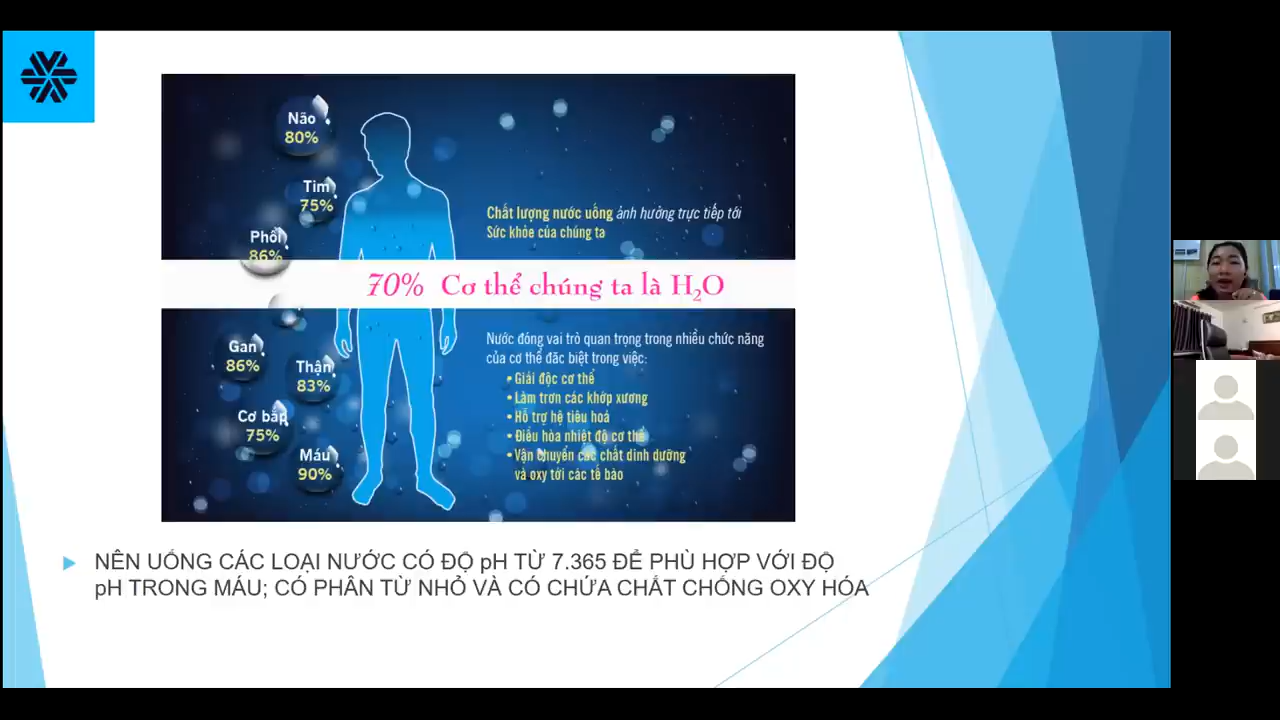 Não
80%
Tim
75%
Phổi
86%
Chất lượng nước uống ảnh hưởng trực tiếp tới
Sức khỏe của chúng ta
70% Cơ thể chúng ta là H₂O
Gan
86%
Thận
83%
Cơ bắp
75%
Máu
90%
Nước đóng vai trò quan trọng trong nhiều chức năng
của cơ thể đặc biệt trong việc:
• Giải độc cơ thể
• Làm trơn các khớp xương
• Hỗ trợ hệ tiêu hoá
• Điều hòa nhiệt độ cơ thể
• Vận chuyển các chất dinh dưỡng
và oxy tới các tế bào
NÊN UỐNG CÁC LOẠI NƯỚC CÓ ĐỘ pH TỪ 7.365 ĐỂ PHÙ HỢP VỚI ĐỘ
pH TRONG MÁU; CÓ PHÂN TỬ NHỎ VÀ CÓ CHỨA CHẤT CHỐNG OXY HÓA